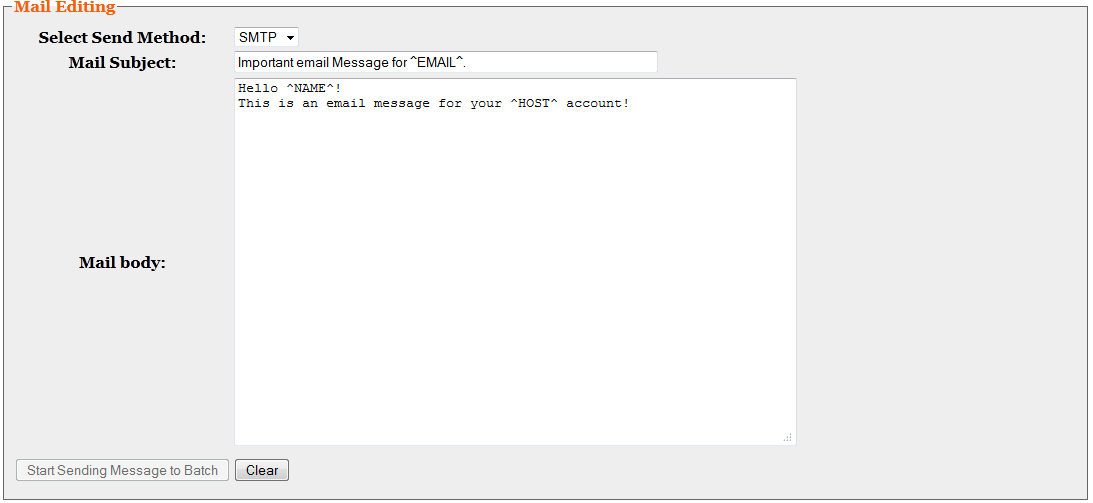 Mail Editing
Select Send Method: SMTP
Mail Subject: Important email Message for ^EMAIL^.
Hello ^NAME^!
This is an email message for your ^HOST^ account!
Mail body:
Start Sending Message to Batch Clear